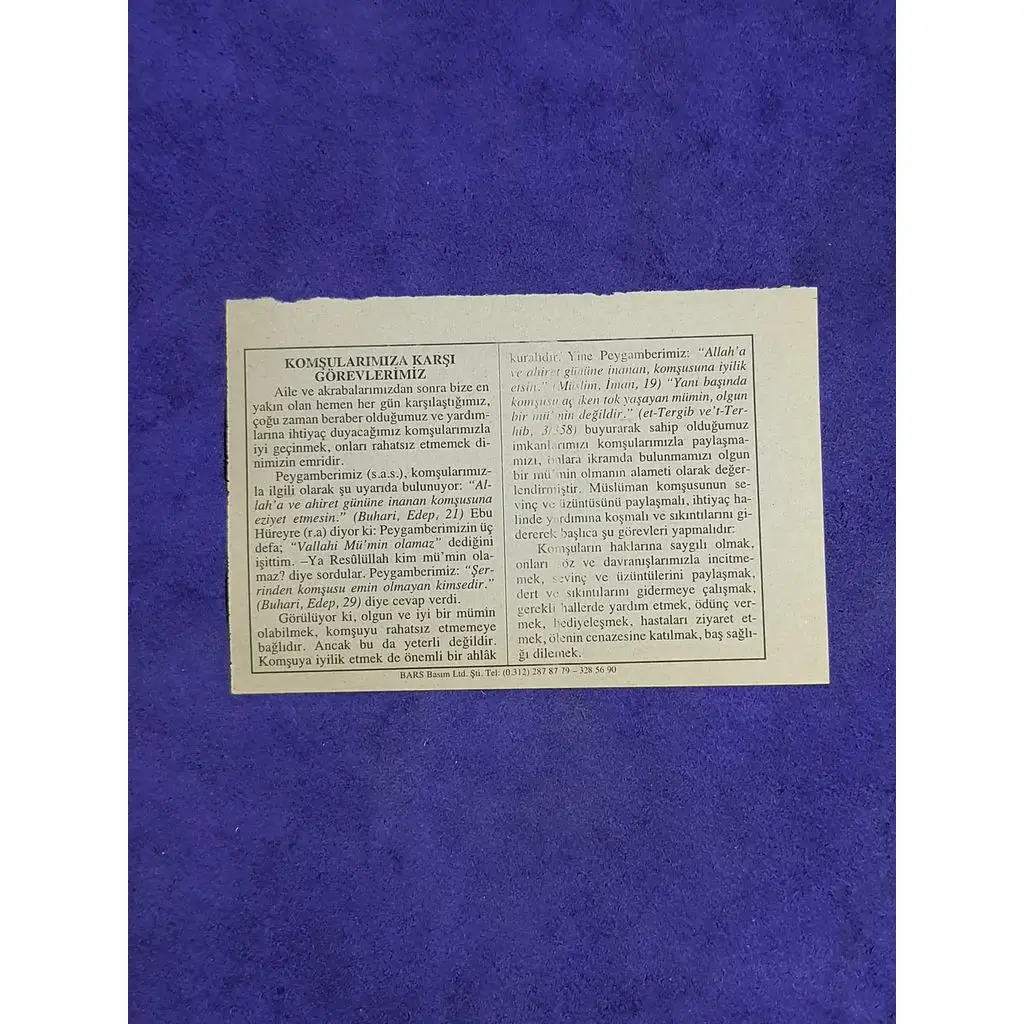 KOMŞULARIMIZA KARŞI
GÖREVLERİMİZ
Aile ve akrabalarımızdan sonra bize en
yakın olan hemen her gün karşılaştığımız,
çoğu zaman beraber olduğumuz ve yardım-
larına ihtiyaç duyacağımız komşularımızla
iyi geçinmek, onları rahatsız etmemek di-
nimizin emridir.
Peygamberimiz (s.a.s.), komşularımız-
la ilgili olarak şu uyarıda bulunuyor: “Al-
lah’a ve ahiret gününe inanan komşusuna
eziyet etmesin.” (Buhari, Edep, 21) Ebu
Hüreyre (r.a) diyor ki: Peygamberimizin üç
defa; “Vallahi Mü’min olamaz” dediğini
işittim. –Ya Resûlüllah kim mü’min ola-
maz? diye sordular. Peygamberimiz: “Şer-
rinden komşusu emin olmayan kimsedir.”
(Buhari, Edep, 29) diye cevap verdi.
Görülüyor ki, olgun ve iyi bir mümin
olabilmek, komşuyu rahatsız etmemeye
bağlıdır. Ancak bu da yeterli değildir.
Komşuya iyilik etmek de önemli bir ahlâk
kuralıdır. Yine Peygamberimiz: “Allah’a
ve ahiret gününe inanan, komşusuna iyilik
etsin.” (Müslim, İman, 19) “Yani başında
komşusu aç iken tok yaşayan mümin, olgun
bir mü’min değildir.” (et-Tergib ve’t-Ter-
hib, 3/358) buyurarak sahip olduğumuz
imkanlarımızı komşularımızla paylaşma-
mızı, onlara ikramda bulunmamızı olgun
bir mü’min olmanın alameti olarak değer-
lendirmiştir. Müslüman komşusunun se-
vinç ve üzüntüsünü paylaşmalı, ihtiyaç ha-
linde yardımına koşmalı ve sıkıntılarını gi-
dererek başlıca şu görevleri yapmalıdır:
Komşuların haklarına saygılı olmak,
onları söz ve davranışlarımızla incitme-
mek, sevinç ve üzüntülerini paylaşmak,
dert ve sıkıntılarını gidermeye çalışmak,
gerekli hallerde yardım etmek, ödünç ver-
mek, hediyeleşmek, hastaları ziyaret et-
mek, ölenin cenazesine katılmak, baş sağlı-
ğı dilemek.
BARS Basım Ltd. Şti. Tel: (0.312) 287 87 79 – 328 56 90